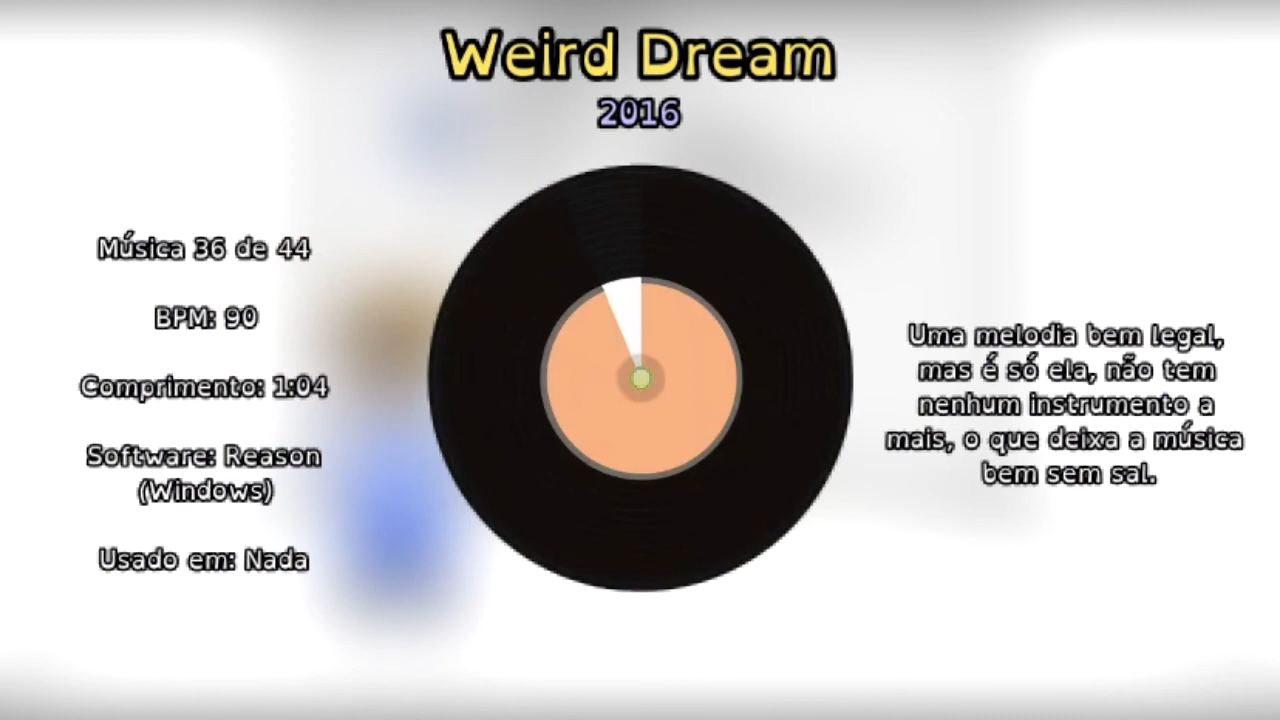 Weird Dream
2016
Música 36 de 44
BPM: 90
Comprimento: 1:04
Software: Reason
(Windows)
Usado em: Nada
Uma melodia bem legal,
mas é só ela, não tem
nenhum instrumento a
mais, o que deixa a música
bem sem sal.